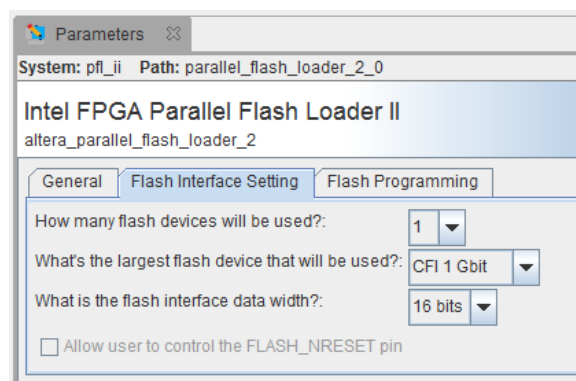 Parameters
System: pfl_ii Path: parallel_flash_loader_2_0
Intel FPGA Parallel Flash Loader II
altera_parallel_flash_loader_2
General Flash Interface Setting Flash Programming
How many flash devices will be used?: 1
What's the largest flash device that will be used?: CFI 1 Gbit
What is the flash interface data width?: 16 bits
Allow user to control the FLASH_NRESET pin